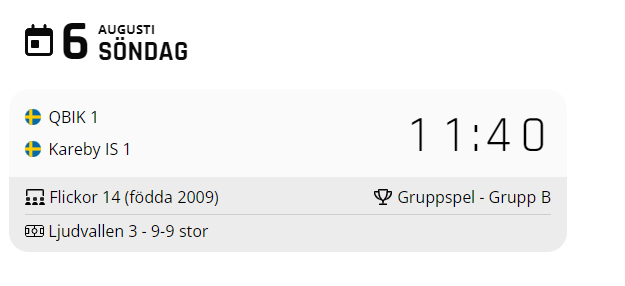 6 AUGUSTI
SÖNDAG
QBIK 1
11:40
Kareby IS 1
Flickor 14 (födda 2009)
Gruppspel - Grupp B
Ljudvallen 3 - 9-9 stor